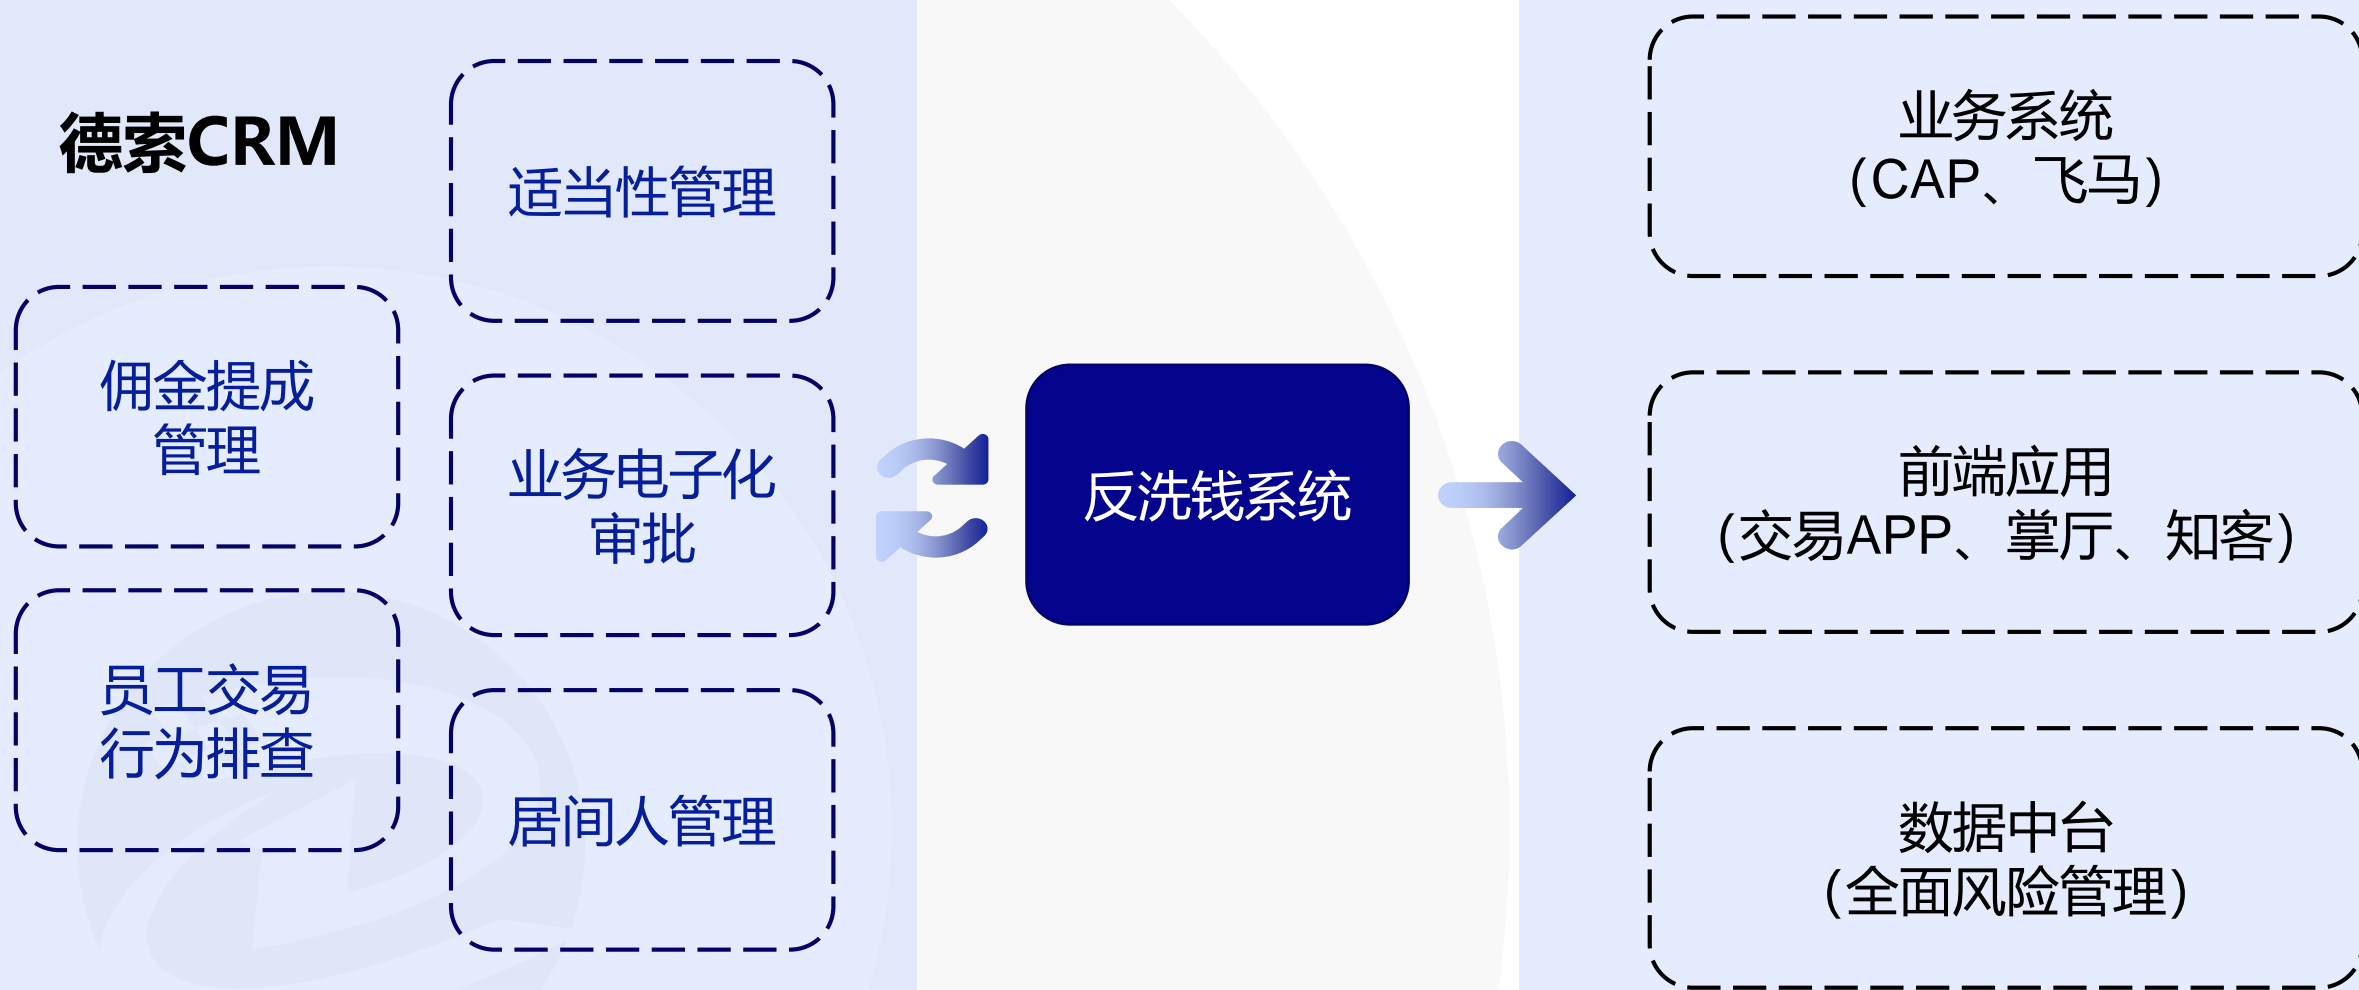 德索CRM
佣金提成
管理
员工交易
行为排查
适当性管理
业务电子化
审批
居间人管理
反洗钱系统
业务系统
（CAP、飞马）
前端应用
（交易APP、掌厅、知客）
数据中台
（全面风险管理）